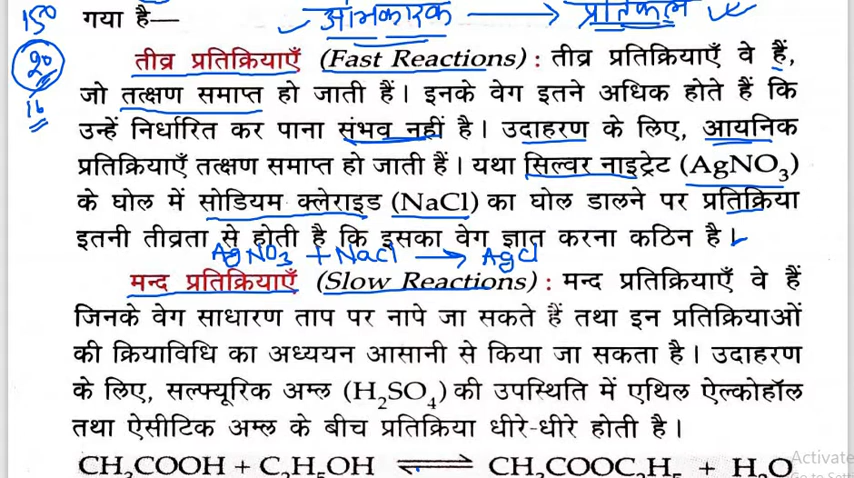 150 गया है— अभिकारक → प्रतिफल
20 तीव्र प्रतिक्रियाएँ (Fast Reactions) : तीव्र प्रतिक्रियाएँ वे हैं,
16 जो तत्क्षण समाप्त हो जाती हैं। इनके वेग इतने अधिक होते हैं कि
उन्हें निर्धारित कर पाना संभव नहीं है। उदाहरण के लिए, आयनिक
प्रतिक्रियाएँ तत्क्षण समाप्त हो जाती हैं। यथा सिल्वर नाइट्रेट (AgNO₃)
के घोल में सोडियम क्लेराइड (NaCl) का घोल डालने पर प्रतिक्रिया
इतनी तीव्रता से होती है कि इसका वेग ज्ञात करना कठिन है।
AgNO₃ + NaCl → AgCl
मन्द प्रतिक्रियाएँ (Slow Reactions) : मन्द प्रतिक्रियाएँ वे हैं
जिनके वेग साधारण ताप पर नापे जा सकते हैं तथा इन प्रतिक्रियाओं
की क्रियाविधि का अध्ययन आसानी से किया जा सकता है। उदाहरण
के लिए, सल्फ्यूरिक अम्ल (H₂SO₄) की उपस्थिति में एथिल ऐल्कोहॉल
तथा ऐसीटिक अम्ल के बीच प्रतिक्रिया धीरे-धीरे होती है।
CH₃COOH + C₂H₅OH ⇌ CH₃COOC₂H₅ + H₂O
Activate